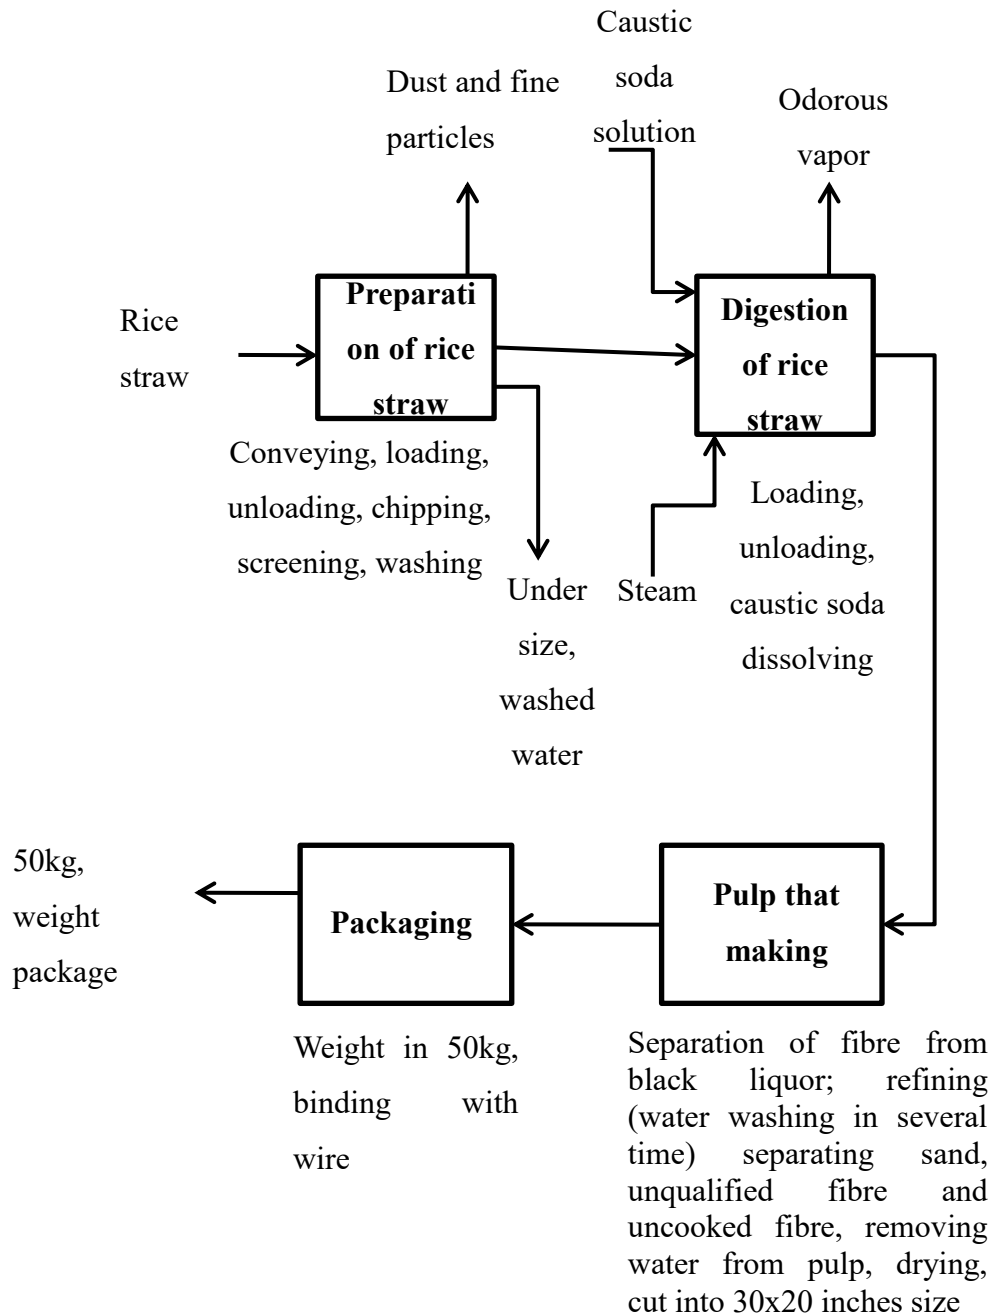 Caustic
soda
solution
Dust and fine
particles
Odorous
vapor
Rice
straw
Preparati
on of rice
straw
Digestion
of rice
straw
Conveying, loading,
unloading, chipping,
screening, washing
Under
size,
washed
water
Steam
Loading,
unloading,
caustic soda
dissolving
50kg,
weight
package
Packaging
Pulp that
making
Weight in 50kg,
binding with
wire
Separation of fibre from
black liquor; refining
(water washing in several
time) separating sand,
unqualified fibre and
uncooked fibre, removing
water from pulp, drying,
cut into 30x20 inches size